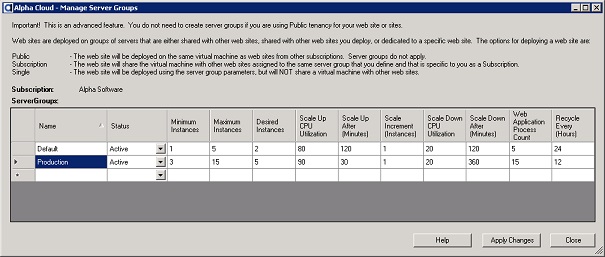 Alpha Cloud - Manage Server Groups
Important! This is an advanced feature. You do not need to create server groups if you are using Public tenancy for your web site or sites.
Web sites are deployed on groups of servers that are either shared with other web sites, shared with other web sites you deploy, or dedicated to a specific web site. The options for deploying a web site are:
Public - The web site will be deployed on the same virtual machine as web sites from other subscriptions. Server groups do not apply.
Subscription - The web site will share the virtual machine with other web sites assigned to the same server group that you define and that is specific to you as a Subscription.
Single - The web site will be deployed using the server group parameters, but will NOT share a virtual machine with other web sites.
Subscription: Alpha Software
ServerGroups:
Name Status Minimum Instances Maximum Instances Desired Instances Scale Up CPU Utilization Scale Up After (Minutes) Scale Increment (Instances) Scale Down CPU Utilization Scale Down After (Minutes) Web Application Process Count Recycle Every (Hours)
Default Active 1 5 2 80 120 1 20 120 5 24
Production Active 3 15 5 90 30 1 20 360 15 12
Help Apply Changes Close